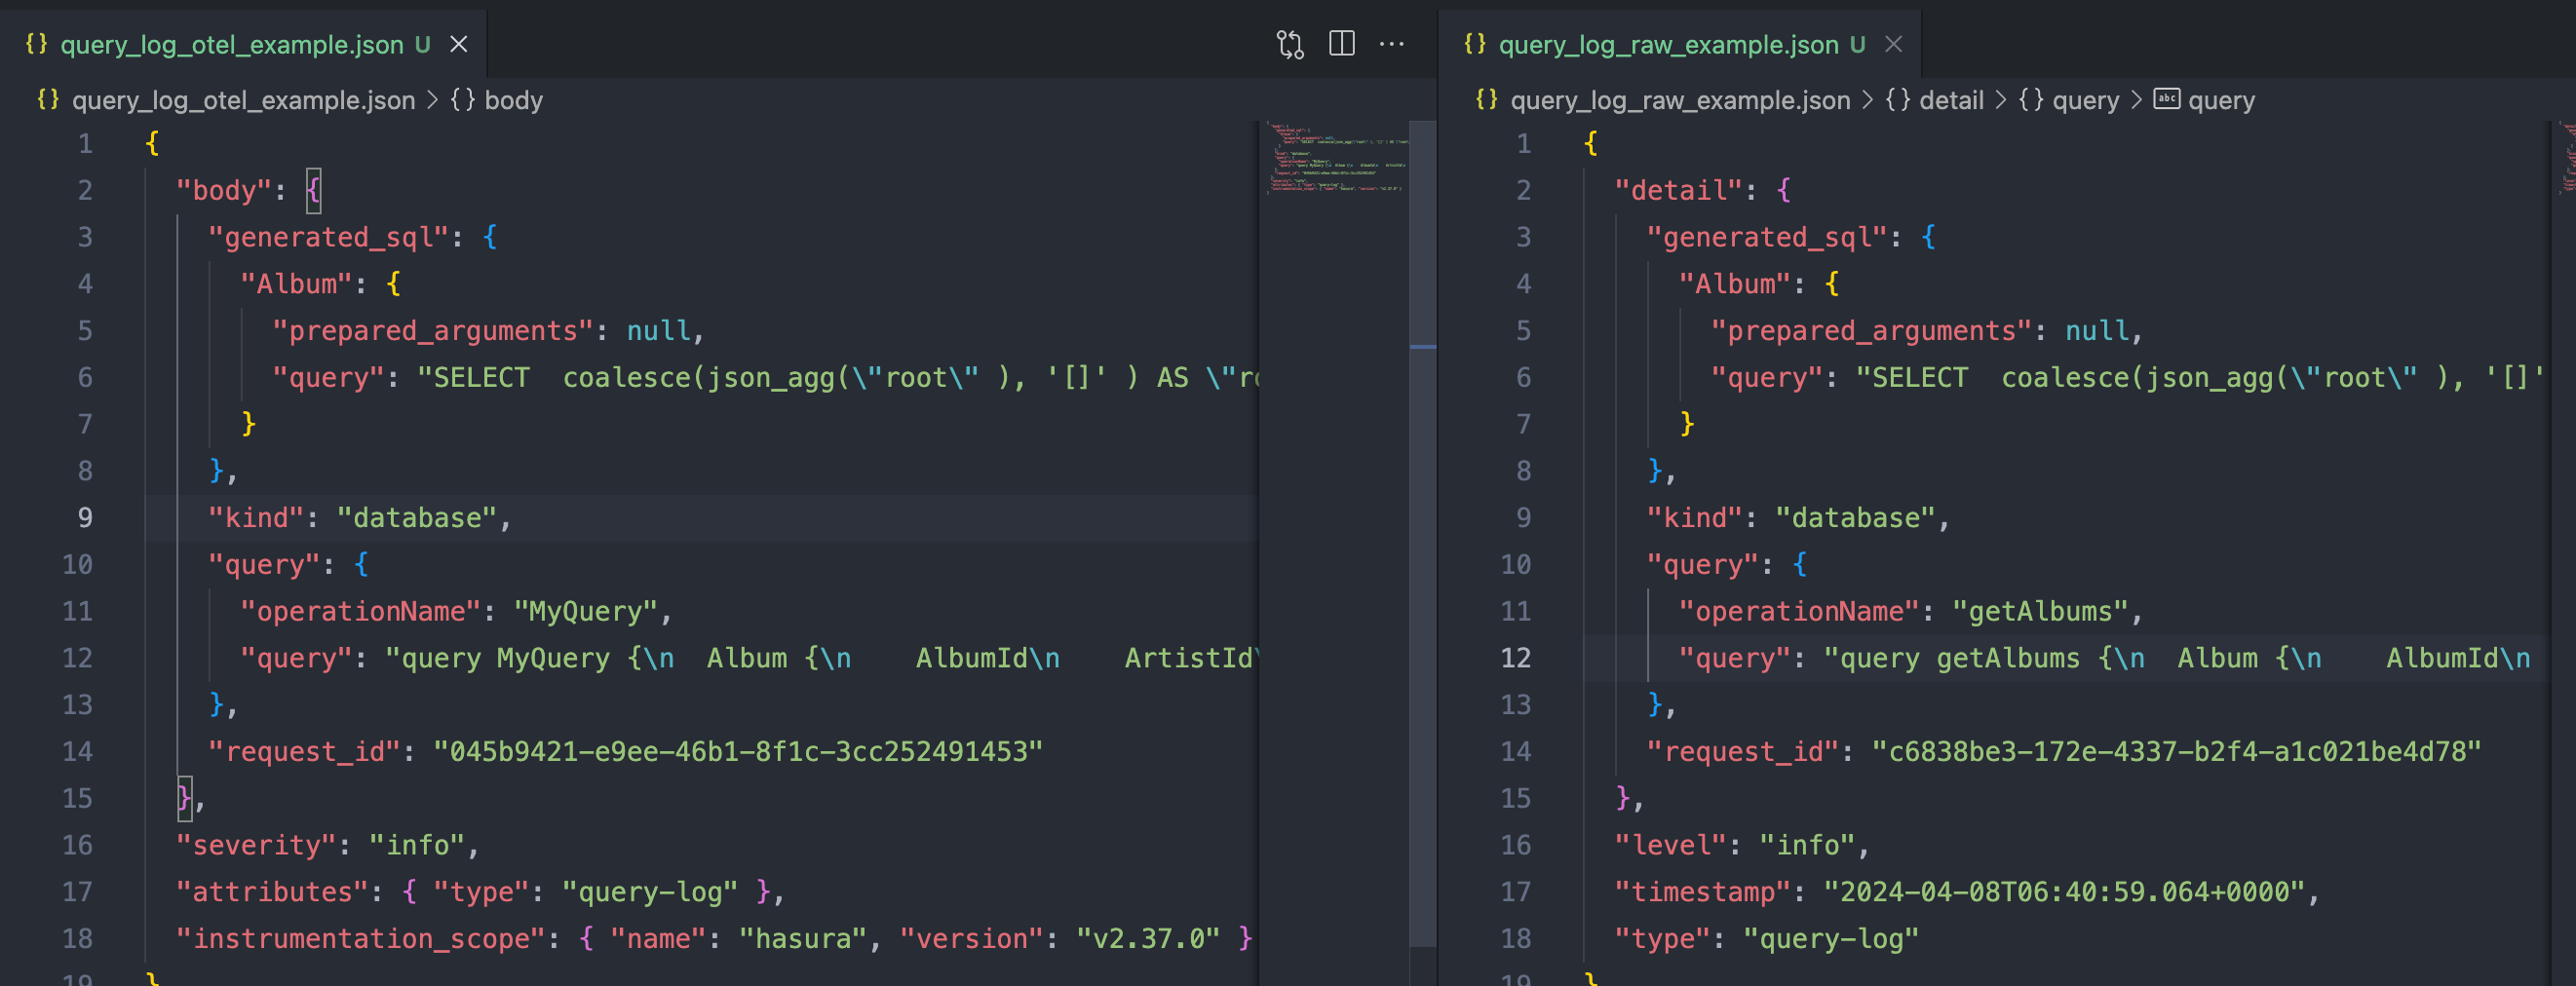 {} query_log_otel_example.json U ×
{} query_log_otel_example.json > {} body
1 {
2 "body": {
3 "generated_sql": {
4 "Album": {
5 "prepared_arguments": null,
6 "query": "SELECT  coalesce(json_agg(\"root\" ), '[]' ) AS \"ro
7 }
8 },
9 "kind": "database",
10 "query": {
11 "operationName": "MyQuery",
12 "query": "query MyQuery {\n  Album {\n    AlbumId\n    ArtistId\
13 },
14 "request_id": "045b9421-e9ee-46b1-8f1c-3cc252491453"
15 },
16 "severity": "info",
17 "attributes": { "type": "query-log" },
18 "instrumentation_scope": { "name": "hasura", "version": "v2.37.0" }
19 }
{} query_log_raw_example.json U ×
{} query_log_raw_example.json > {} detail > {} query > abc query
1 {
2 "detail": {
3 "generated_sql": {
4 "Album": {
5 "prepared_arguments": null,
6 "query": "SELECT  coalesce(json_agg(\"root\" ), '[]'
7 }
8 },
9 "kind": "database",
10 "query": {
11 "operationName": "getAlbums",
12 "query": "query getAlbums {\n  Album {\n    AlbumId\n
13 },
14 "request_id": "c6838be3-172e-4337-b2f4-a1c021be4d78"
15 },
16 "level": "info",
17 "timestamp": "2024-04-08T06:40:59.064+0000",
18 "type": "query-log"
19 }